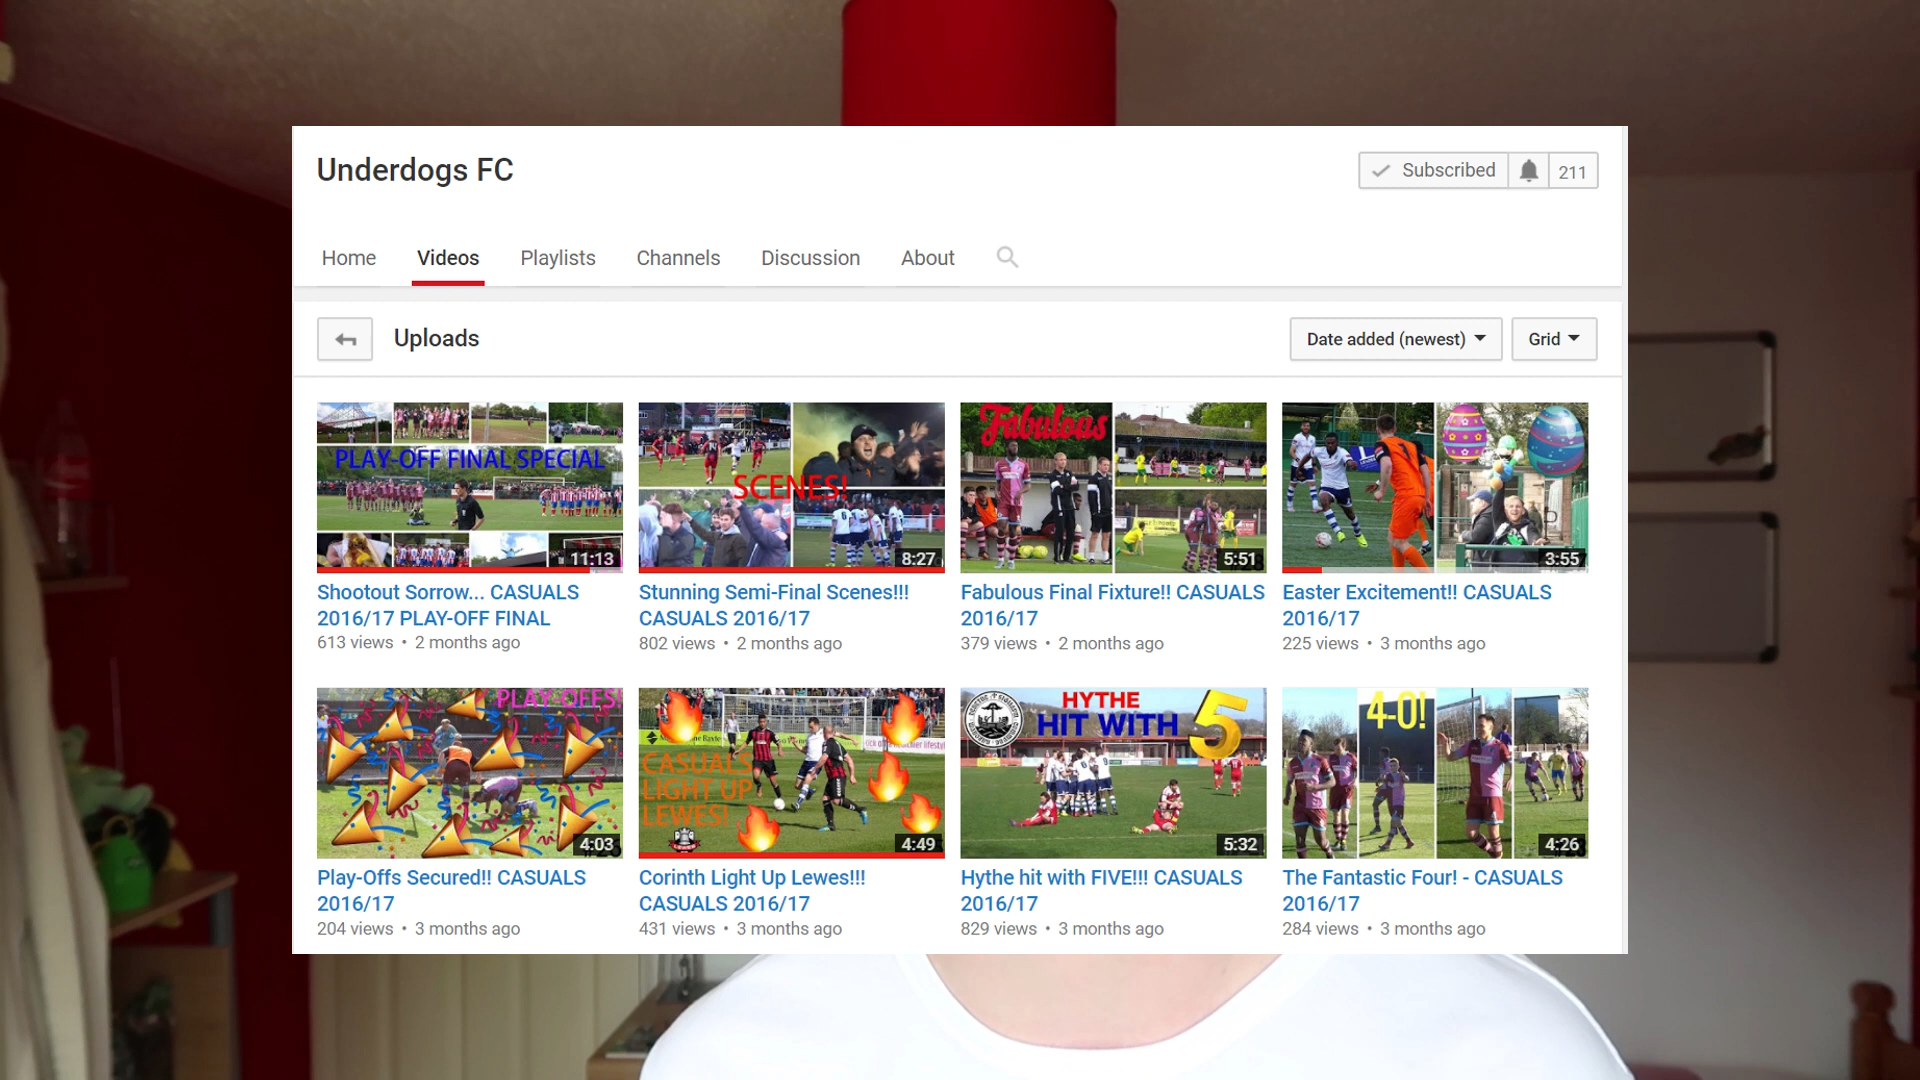 Underdogs FC
Subscribed 211
Home Videos Playlists Channels Discussion About
Uploads
Date added (newest) Grid
PLAY-OFF FINAL SPECIAL
11:13
SCENES!
8:27
Fabulous
5:51
3:55
Shootout Sorrow... CASUALS
2016/17 PLAY-OFF FINAL
613 views • 2 months ago
Stunning Semi-Final Scenes!!!
CASUALS 2016/17
802 views • 2 months ago
Fabulous Final Fixture!! CASUALS
2016/17
379 views • 2 months ago
Easter Excitement!! CASUALS
2016/17
225 views • 3 months ago
PLAY-OFFS!
4:03
CASUALS
LIGHT UP
LEWES!
4:49
HYTHE
HIT WITH 5
5:32
4-0!
4:26
Play-Offs Secured!! CASUALS
2016/17
204 views • 3 months ago
Corinth Light Up Lewes!!!
CASUALS 2016/17
431 views • 3 months ago
Hythe hit with FIVE!!! CASUALS
2016/17
829 views • 3 months ago
The Fantastic Four! - CASUALS
2016/17
284 views • 3 months ago